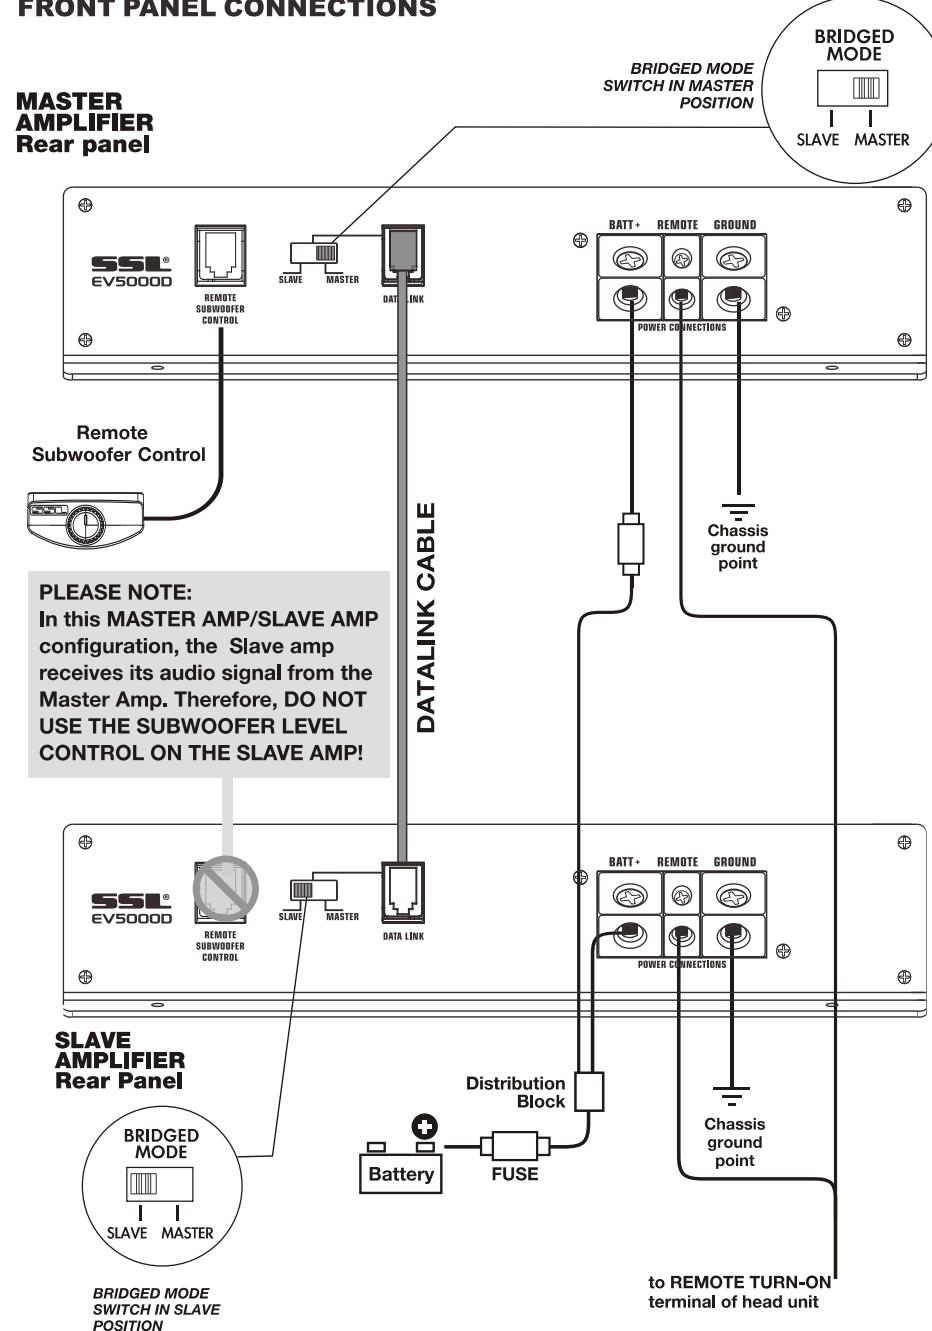 FRONT PANEL CONNECTIONS
BRIDGED
MODE
SLAVE MASTER
BRIDGED MODE
SWITCH IN MASTER
POSITION
MASTER
AMPLIFIER
Rear panel
SSL®
EV5000D
REMOTE
SUBWOOFER
CONTROL
SLAVE MASTER
DATA LINK
BATT+ REMOTE GROUND
POWER CONNECTIONS
Remote
Subwoofer Control
SSL
DATALINK CABLE
Chassis
ground
point
PLEASE NOTE:
In this MASTER AMP/SLAVE AMP
configuration, the Slave amp
receives its audio signal from the
Master Amp. Therefore, DO NOT
USE THE SUBWOOFER LEVEL
CONTROL ON THE SLAVE AMP!
SSL®
EV5000D
REMOTE
SUBWOOFER
CONTROL
SLAVE MASTER
DATA LINK
BATT+ REMOTE GROUND
POWER CONNECTIONS
SLAVE
AMPLIFIER
Rear Panel
BRIDGED
MODE
SLAVE MASTER
BRIDGED MODE
SWITCH IN SLAVE
POSITION
Distribution
Block
Battery
FUSE
Chassis
ground
point
to REMOTE TURN-ON
terminal of head unit